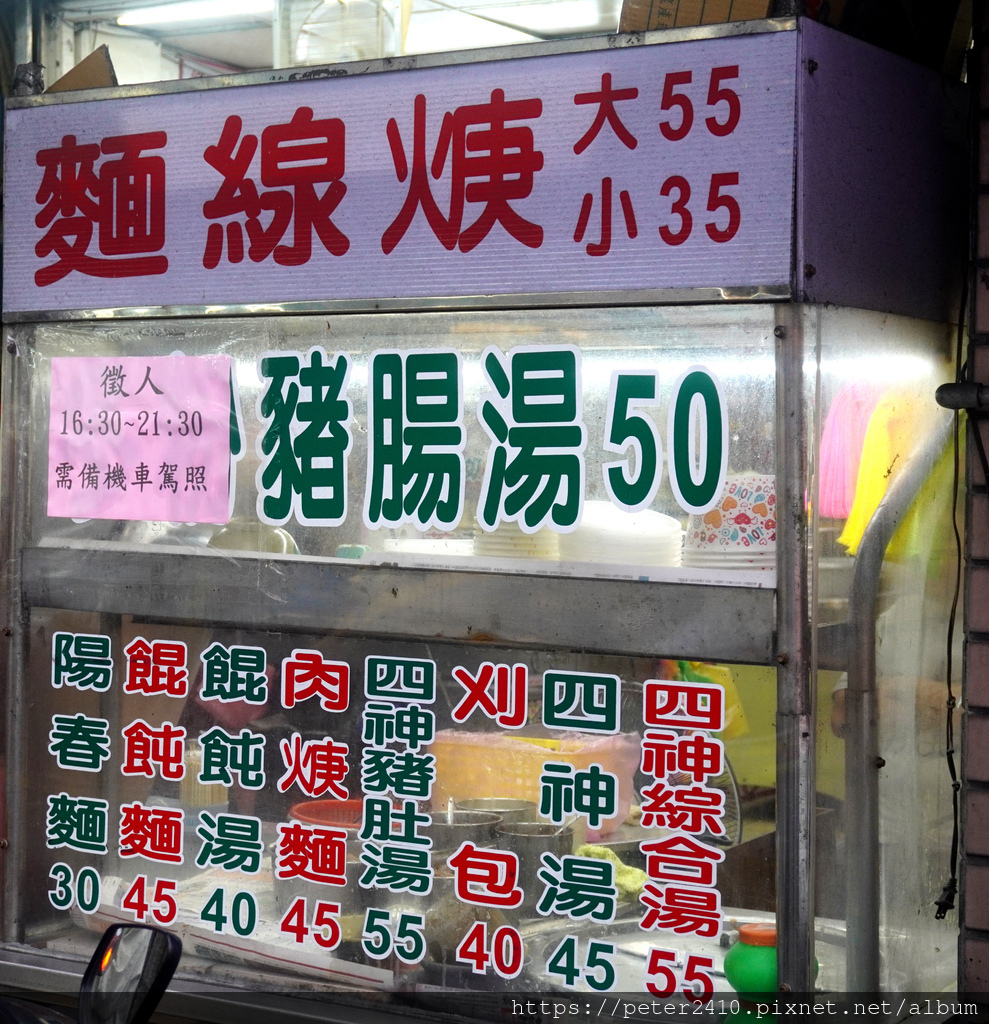 麵線焿 大55
小35
徵人
16:30~21:30
需備機車駕照
豬腸湯50
四神綜合湯55
四神湯45
刈包40
四神豬肚湯55
肉焿麵45
餛飩湯40
餛飩麵45
陽春麵30
https://peter2410.pixnet.net/album